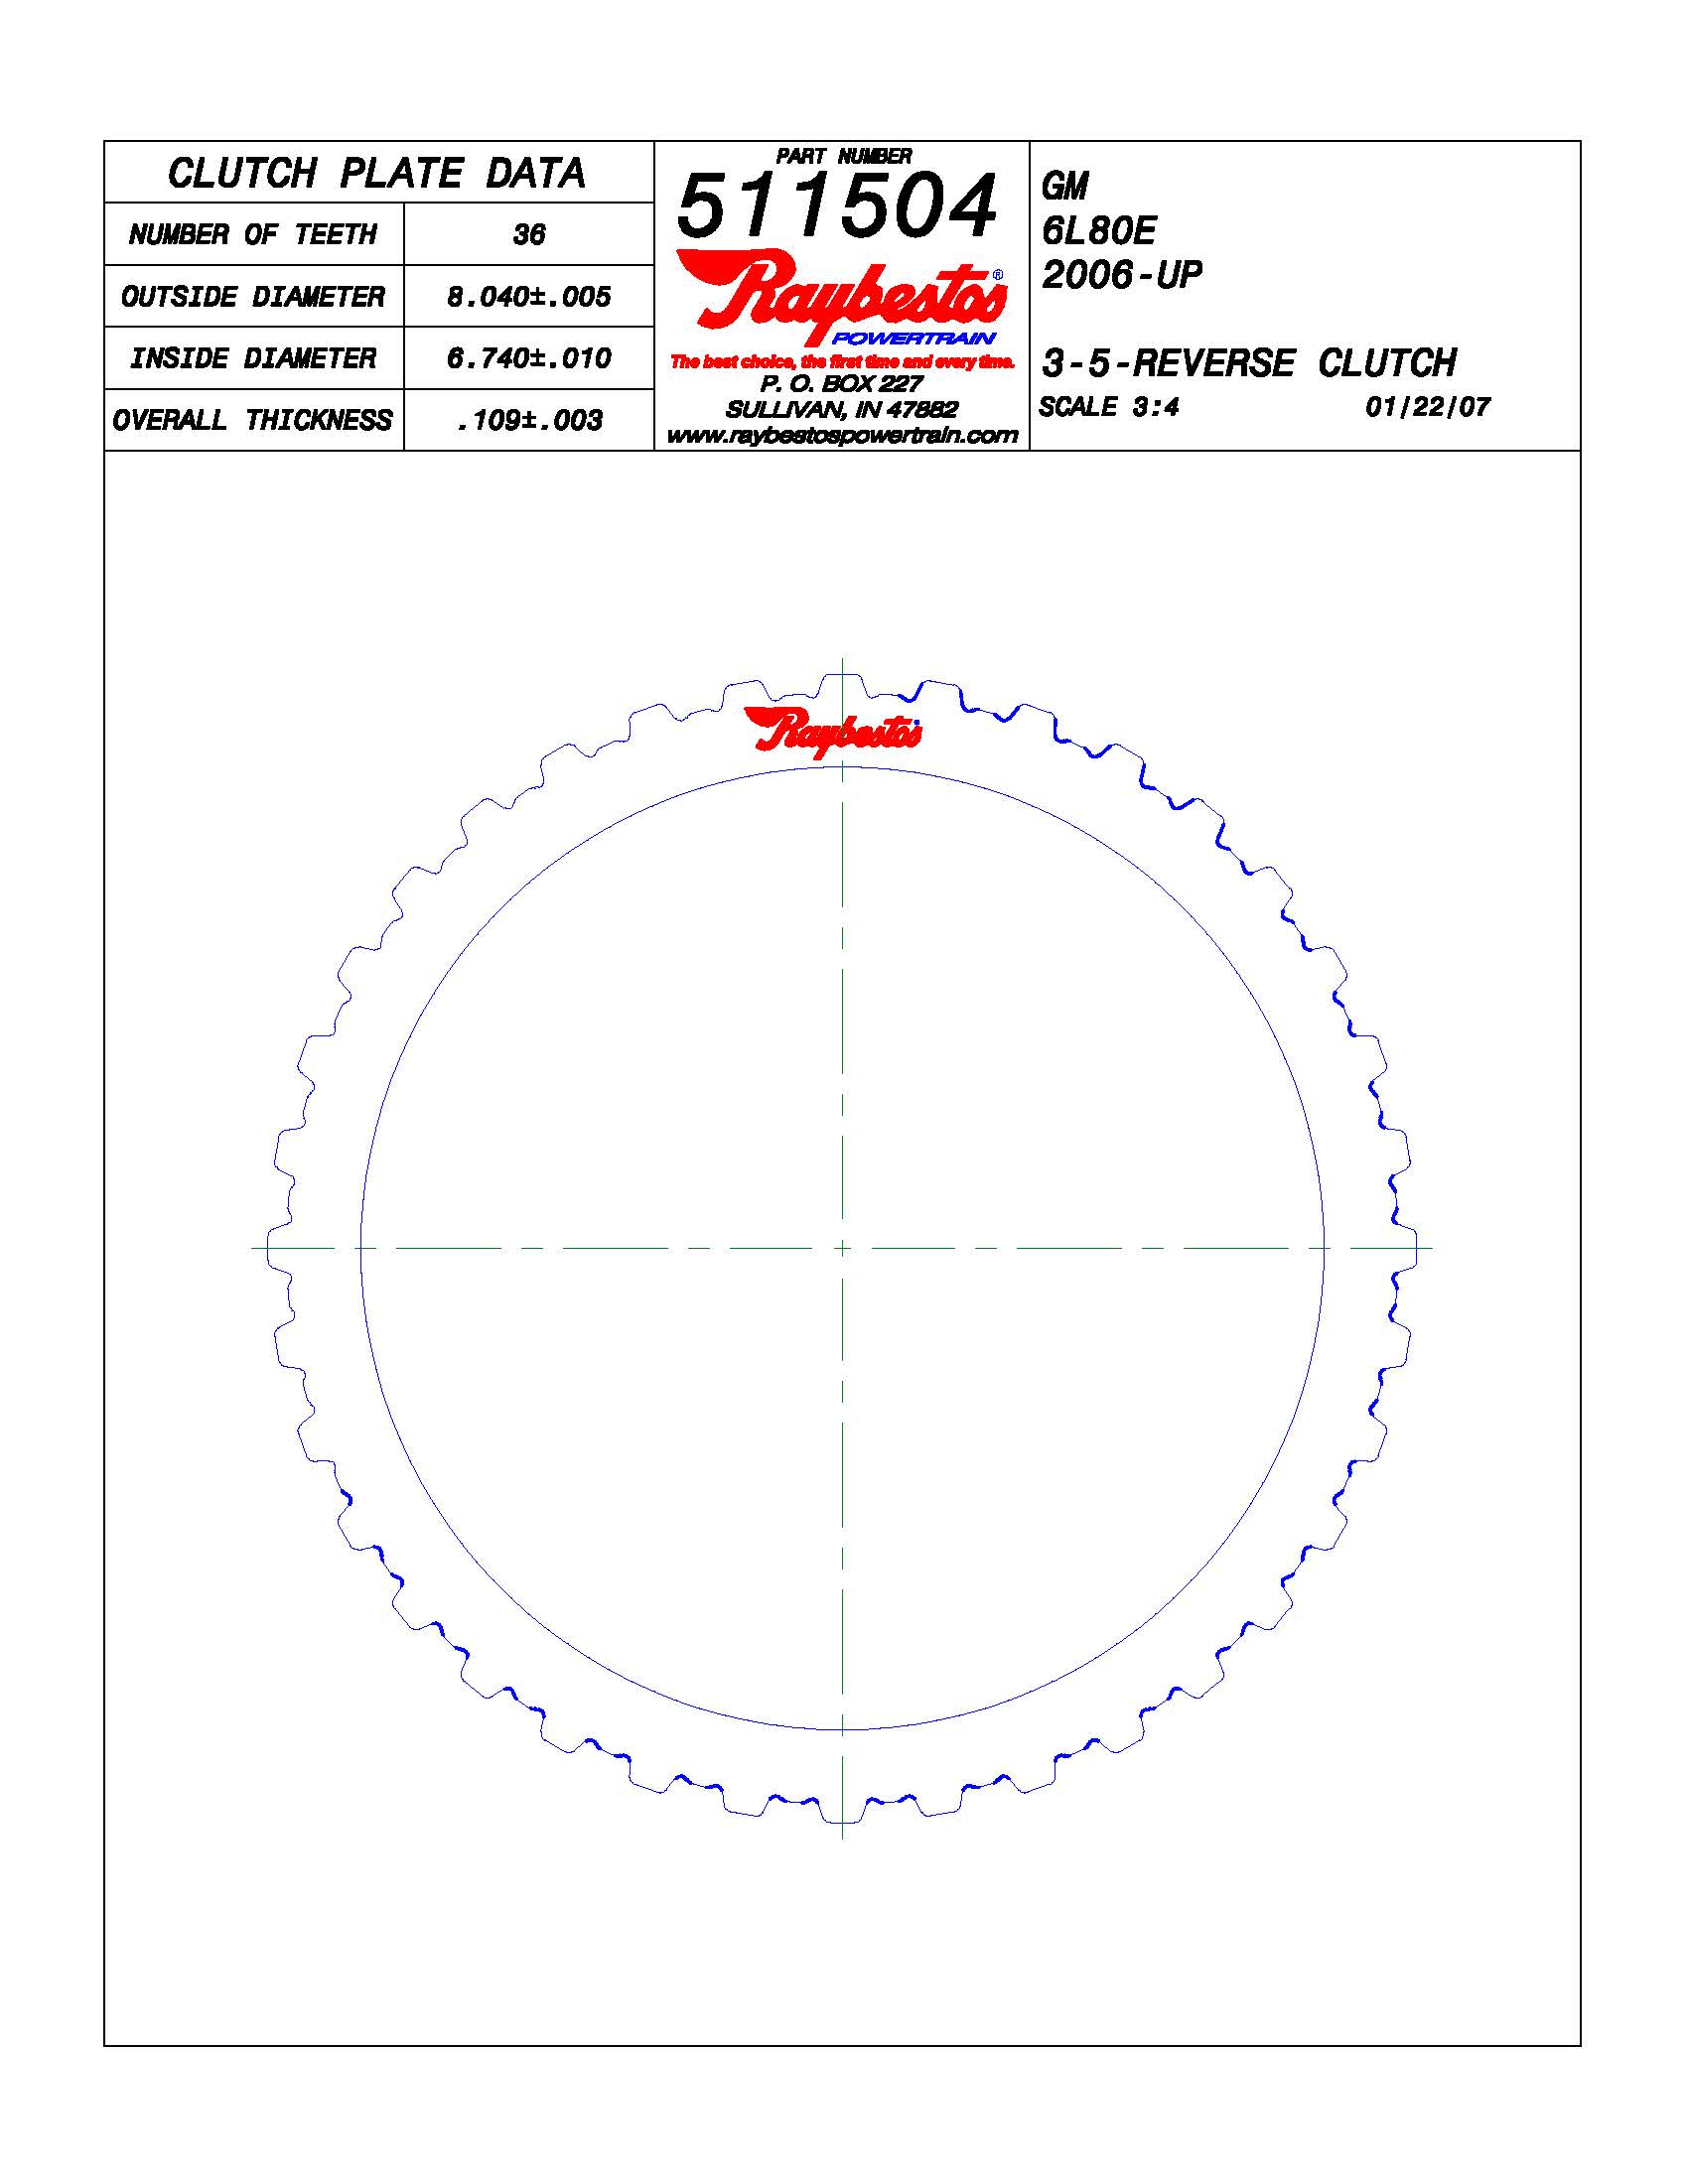 CLUTCH PLATE DATA
NUMBER OF TEETH 36
OUTSIDE DIAMETER 8.040±.005
INSIDE DIAMETER 6.740±.010
OVERALL THICKNESS .109±.003
PART NUMBER
511504
Raybestos®
POWERTRAIN
The best choice, the first time and every time.
P. O. BOX 227
SULLIVAN, IN 47882
www.raybestospowertrain.com
GM
6L80E
2006-UP
3-5-REVERSE CLUTCH
SCALE 3:4 01/22/07
Raybestos